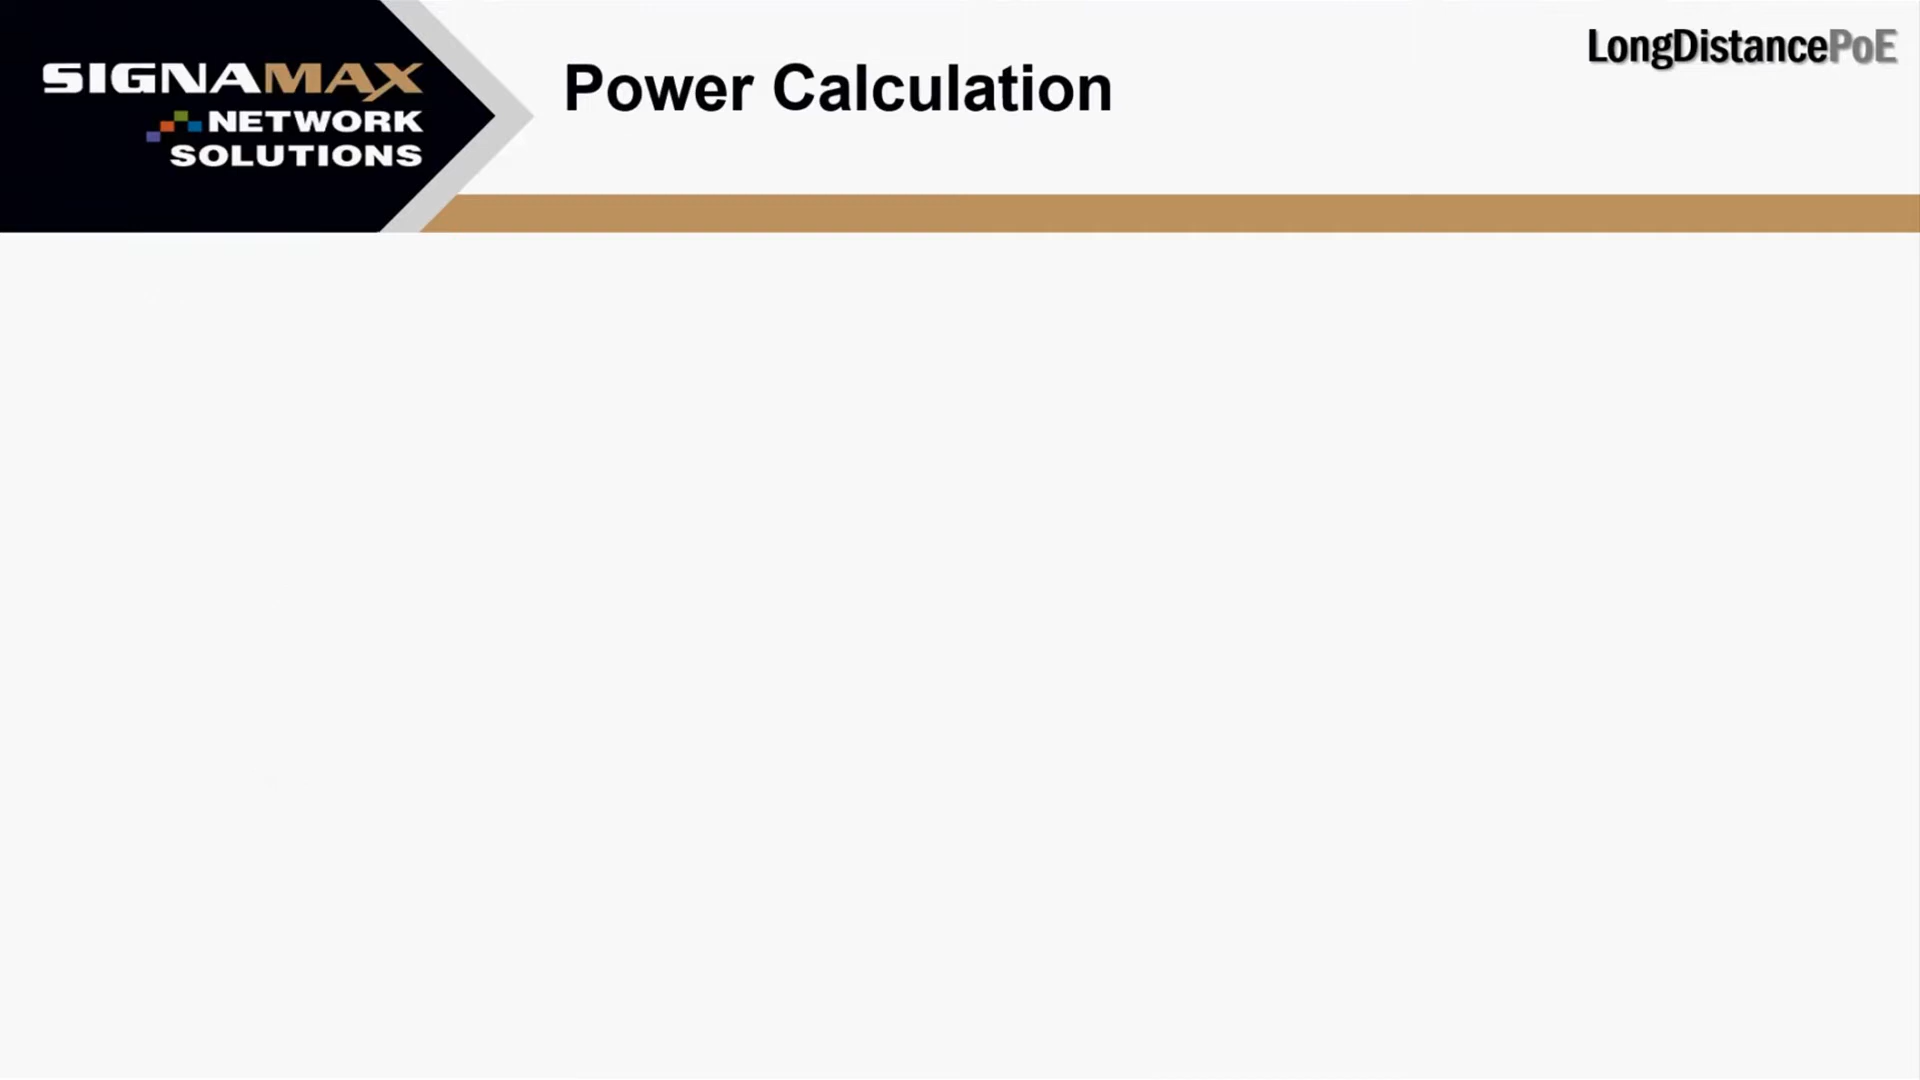 SIGNAMAX
NETWORK
SOLUTIONS
Power Calculation
LongDistancePoE